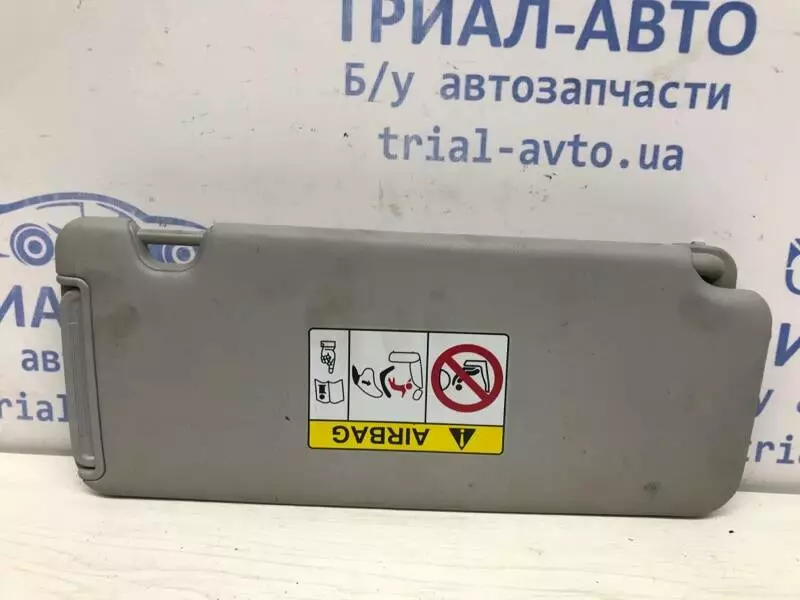 ТРИАЛ-АВТО
Б/у автозапчасти
trial-avto.ua
AIRBAG